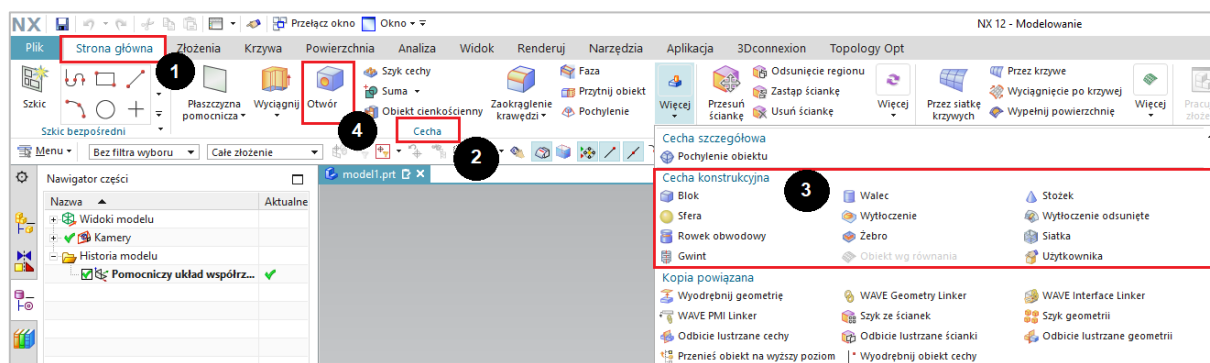 NX Przełącz okno Okno NX 12 - Modelowanie
Plik Strona główna Złożenia Krzywa Powierzchnia Analiza Widok Renderuj Narzędzia Aplikacja 3Dconnexion Topology Opt
1
Szkic
Szkic bezpośredni
Płaszczyzna pomocnicza
Wyciągnij
Otwór
4
Szyk cechy
Suma
Obiekt cienkościenny
Zaokrąglenie krawędzi
Faza
Przytnij obiekt
Pochylenie
Cecha
2
Więcej
Przesuń ściankę
Odsunięcie regionu
Zastąp ściankę
Usuń ściankę
Więcej
Przez siatkę krzywych
Przez krzywe
Wyciągnięcie po krzywej
Wypełnij powierzchnię
Więcej
Menu Bez filtra wyboru Całe złożenie
Nawigator części
model1.prt
Nazwa Aktualne
Widoki modelu
Kamery
Historia modelu
Pomocniczy układ współrz...
Cecha szczegółowa
Pochylenie obiektu
Cecha konstrukcyjna
3
Blok Walec Stożek
Sfera Wytłoczenie Wytłoczenie odsunięte
Rowek obwodowy Żebro Siatka
Gwint Obiekt wg równania Użytkownika
Kopia powiązana
Wyodrębnij geometrię WAVE Geometry Linker WAVE Interface Linker
WAVE PMI Linker Szyk ze ścianek Szyk geometrii
Odbicie lustrzane cechy Odbicie lustrzane ścianki Odbicie lustrzane geometrii
Przenieś obiekt na wyższy poziom Wyodrębnij obiekt cechy